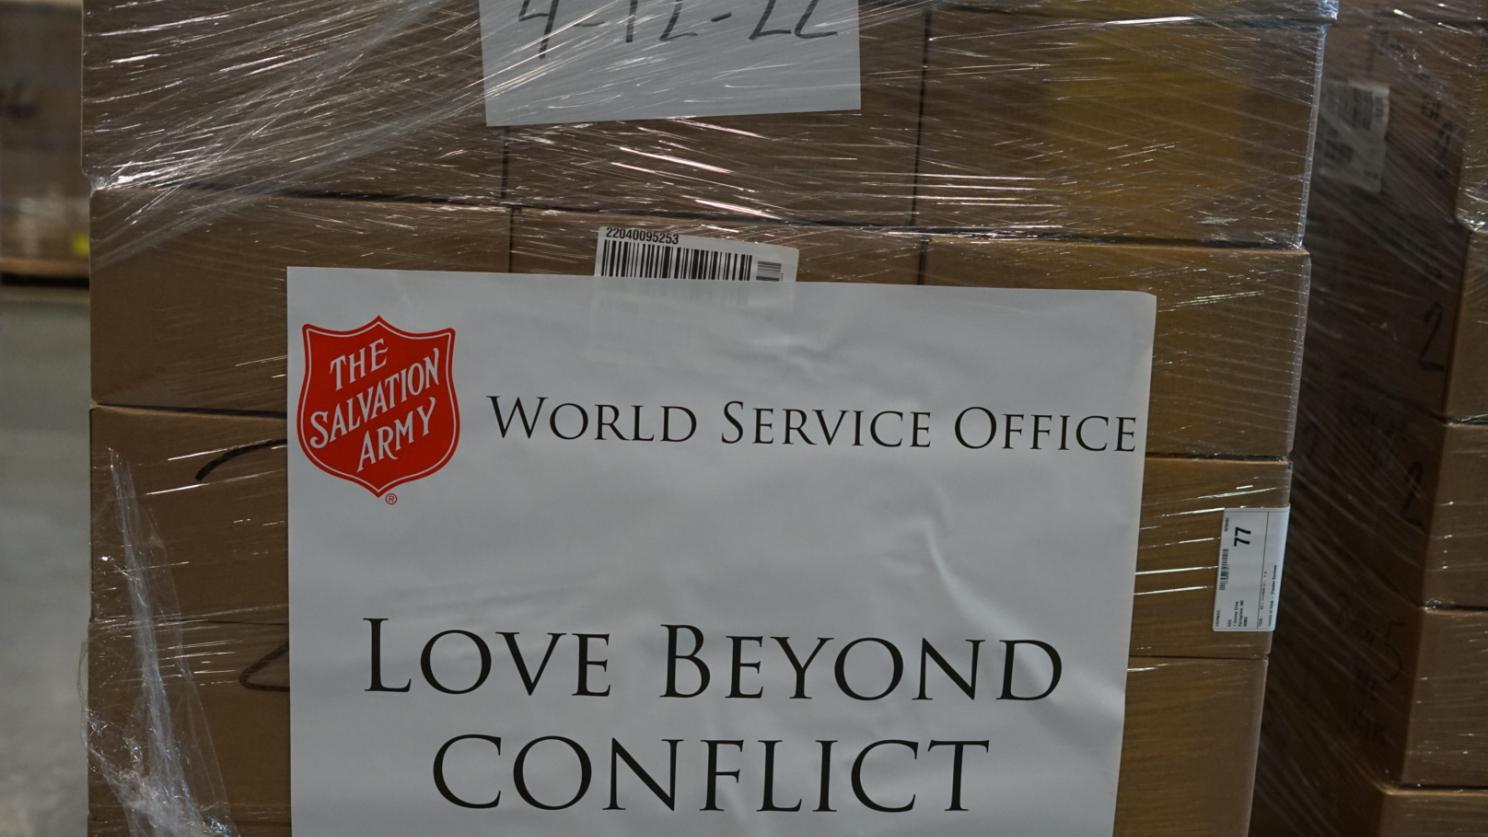 4-12-22
22040095253
THE
SALVATION
ARMY
®
WORLD SERVICE OFFICE
77
LOVE BEYOND
CONFLICT